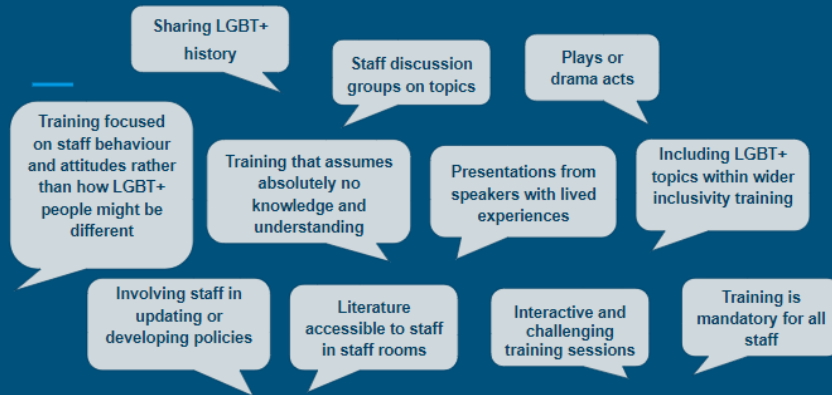 Sharing LGBT+
history
Staff discussion
groups on topics
Plays or
drama acts
Training focused
on staff behaviour
and attitudes rather
than how LGBT+
people might be
different
Training that assumes
absolutely no
knowledge and
understanding
Presentations from
speakers with lived
experiences
Including LGBT+
topics within wider
inclusivity training
Involving staff in
updating or
developing policies
Literature
accessible to staff
in staff rooms
Interactive and
challenging
training sessions
Training is
mandatory for all
staff